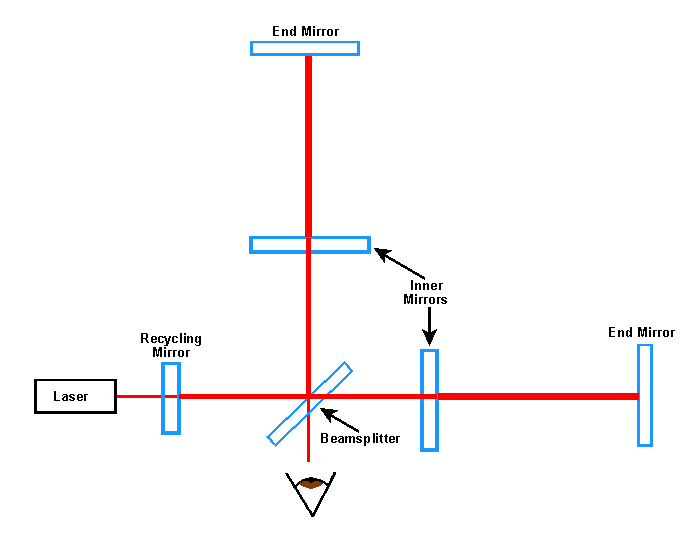 End Mirror
Inner
Mirrors
End Mirror
Recycling
Mirror
Laser
Beamsplitter